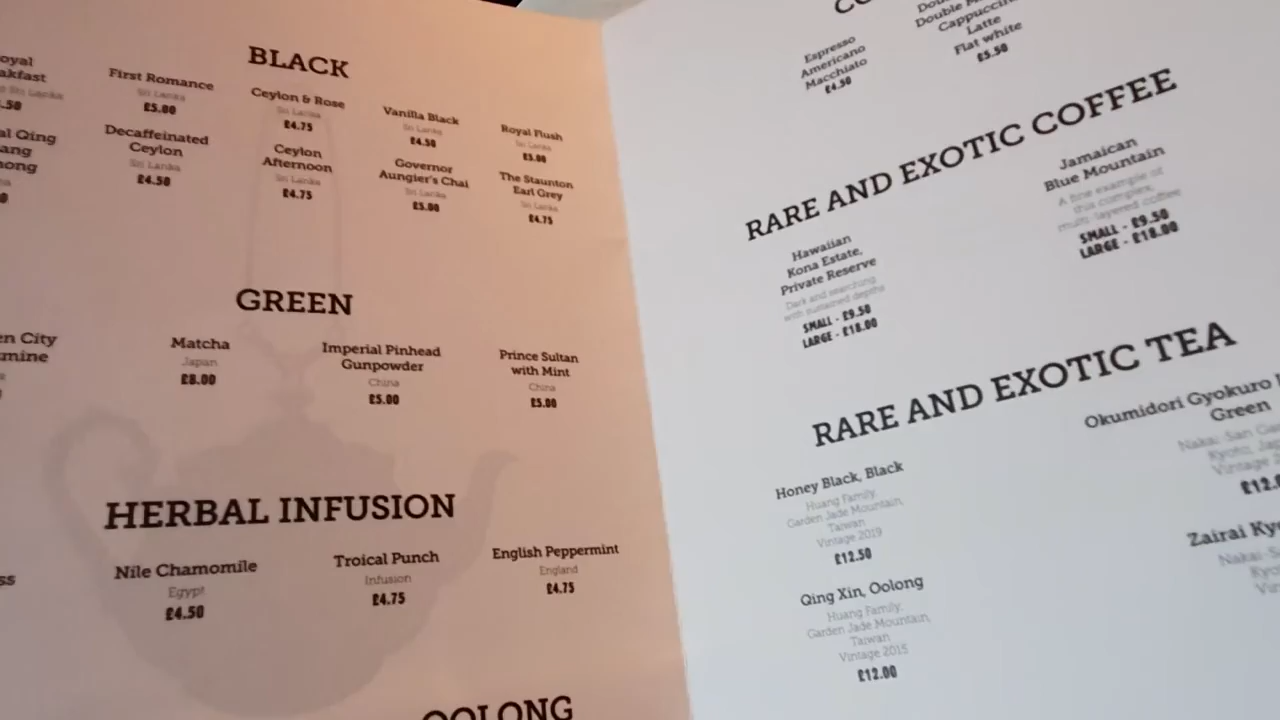 BLACK
First Romance
Sri Lanka
£5.00
Ceylon & Rose
Sri Lanka
£4.75
Vanilla Black
Sri Lanka
£4.50
Royal Flush
Sri Lanka
£5.00
Decaffeinated
Ceylon
Sri Lanka
£4.50
Ceylon
Afternoon
Sri Lanka
£4.75
Governor
Aungier's Chai
Sri Lanka
£5.00
The Staunton
Earl Grey
Sri Lanka
£4.75
GREEN
Matcha
Japan
£8.00
Imperial Pinhead
Gunpowder
China
£5.00
Prince Sultan
with Mint
China
£5.00
HERBAL INFUSION
Nile Chamomile
Egypt
£4.50
Troical Punch
Infusion
£4.75
English Peppermint
England
£4.75
OOLONG
Espresso
Americano
Macchiato
£4.50
Double
Cappuccin
Latte
Flat white
£5.50
RARE AND EXOTIC COFFEE
Hawaiian
Kona Estate,
Private Reserve
Dark and searching
with sustained depths
SMALL - £9.50
LARGE - £18.00
Jamaican
Blue Mountain
A fine example of
this complex,
multi-layered coffee
SMALL - £9.50
LARGE - £18.00
RARE AND EXOTIC TEA
Honey Black, Black
Huang Family,
Garden Jade Mountain,
Taiwan
Vintage 2019
£12.50
Qing Xin, Oolong
Huang Family,
Garden Jade Mountain,
Taiwan
Vintage 2015
£12.00
Okumidori Gyokuro
Green
Nakai-San
Kyoto,
Vintage
Zairai